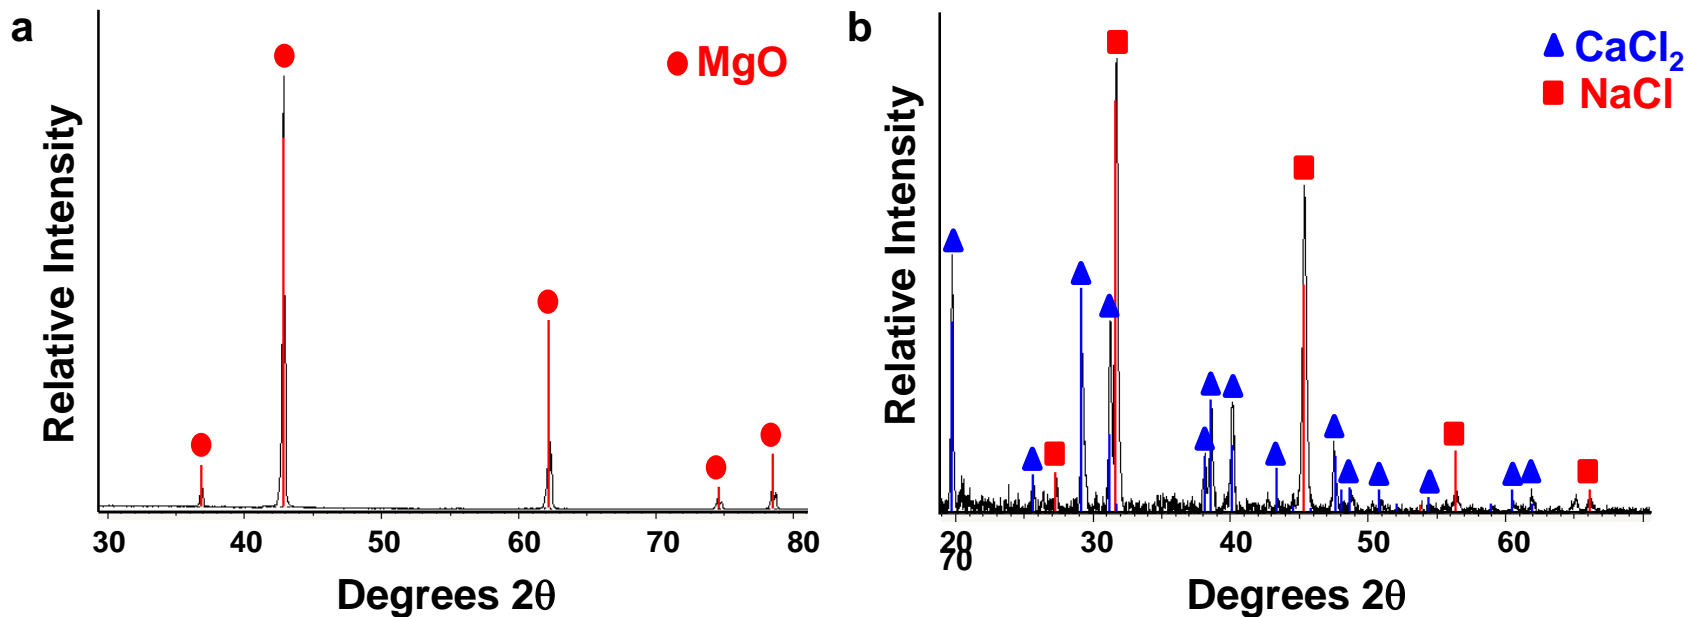 a
MgO
Relative Intensity
30 40 50 60 70 80
Degrees 2θ
b
CaCl₂
NaCl
Relative Intensity
20 30 40 50 60
70
Degrees 2θ